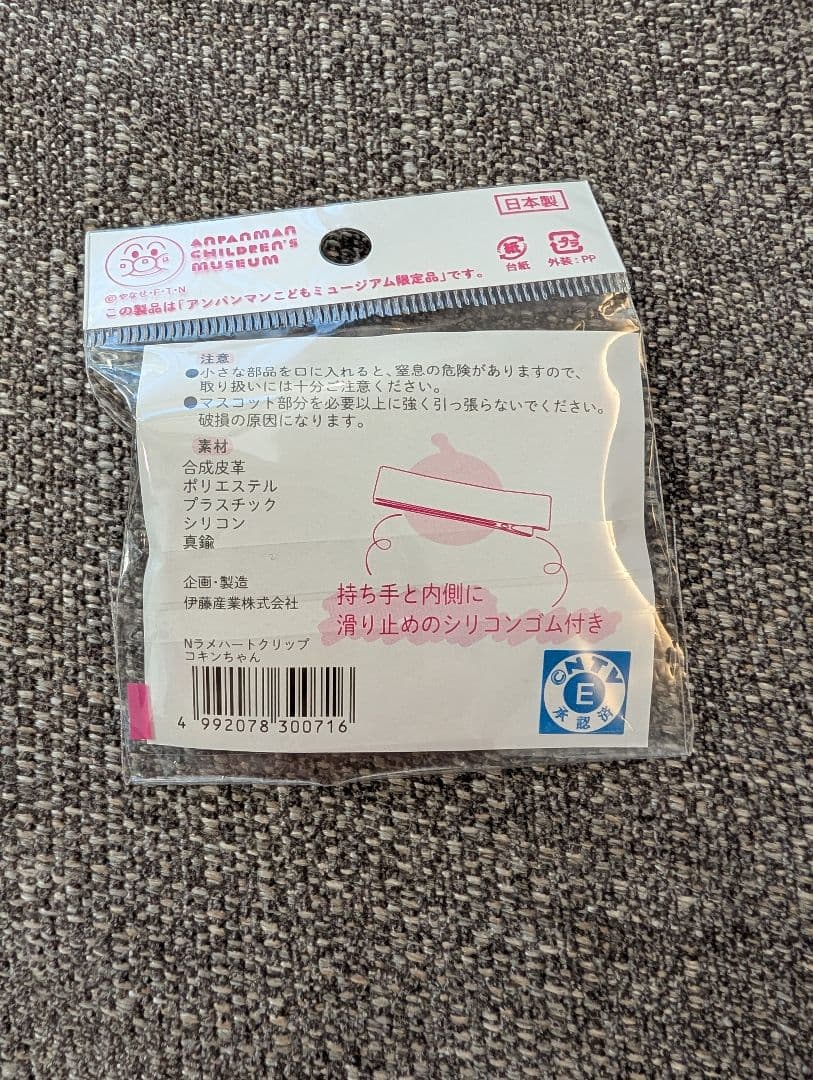 日本製
ANPANMAN
CHILDREN'S
MUSEUM
紙
台紙
プラ
外装:PP
©やなせ・F・T・N
この製品は「アンパンマンこどもミュージアム限定品」です。
注意
●小さな部品を口に入れると、窒息の危険がありますので、
取り扱いには十分ご注意ください。
●マスコット部分を必要以上に強く引っ張らないでください。
破損の原因になります。
素材
合成皮革
ポリエステル
プラスチック
シリコン
真鍮
企画・製造
伊藤産業株式会社
持ち手と内側に
滑り止めのシリコンゴム付き
Nラメハートクリップ
コキンちゃん
4 992078 300716
©NTV
E
承認済